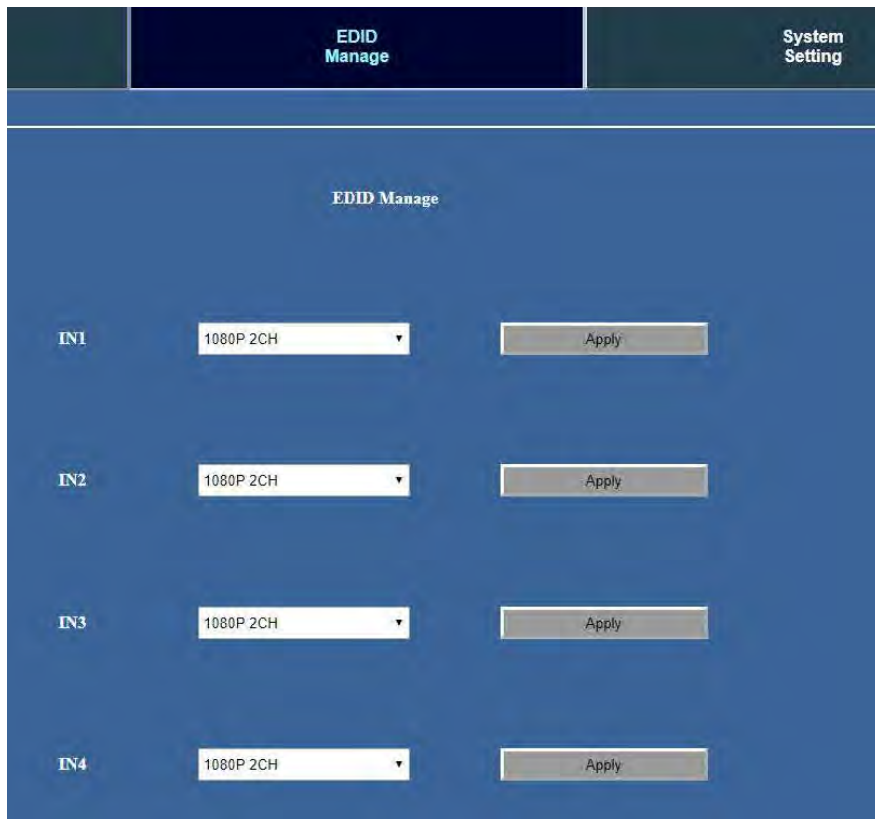 EDID
Manage
System
Setting
EDID Manage
IN1 1080P 2CH Apply
IN2 1080P 2CH Apply
IN3 1080P 2CH Apply
IN4 1080P 2CH Apply